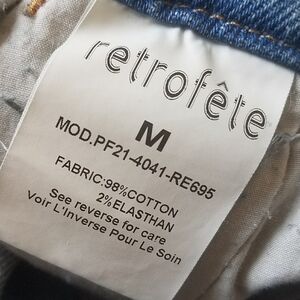 retrofête
M
MOD.PF21-4041-RE695
FABRIC:98%COTTON
2%ELASTHAN
See reverse for care
Voir L'Inverse Pour Le Soin